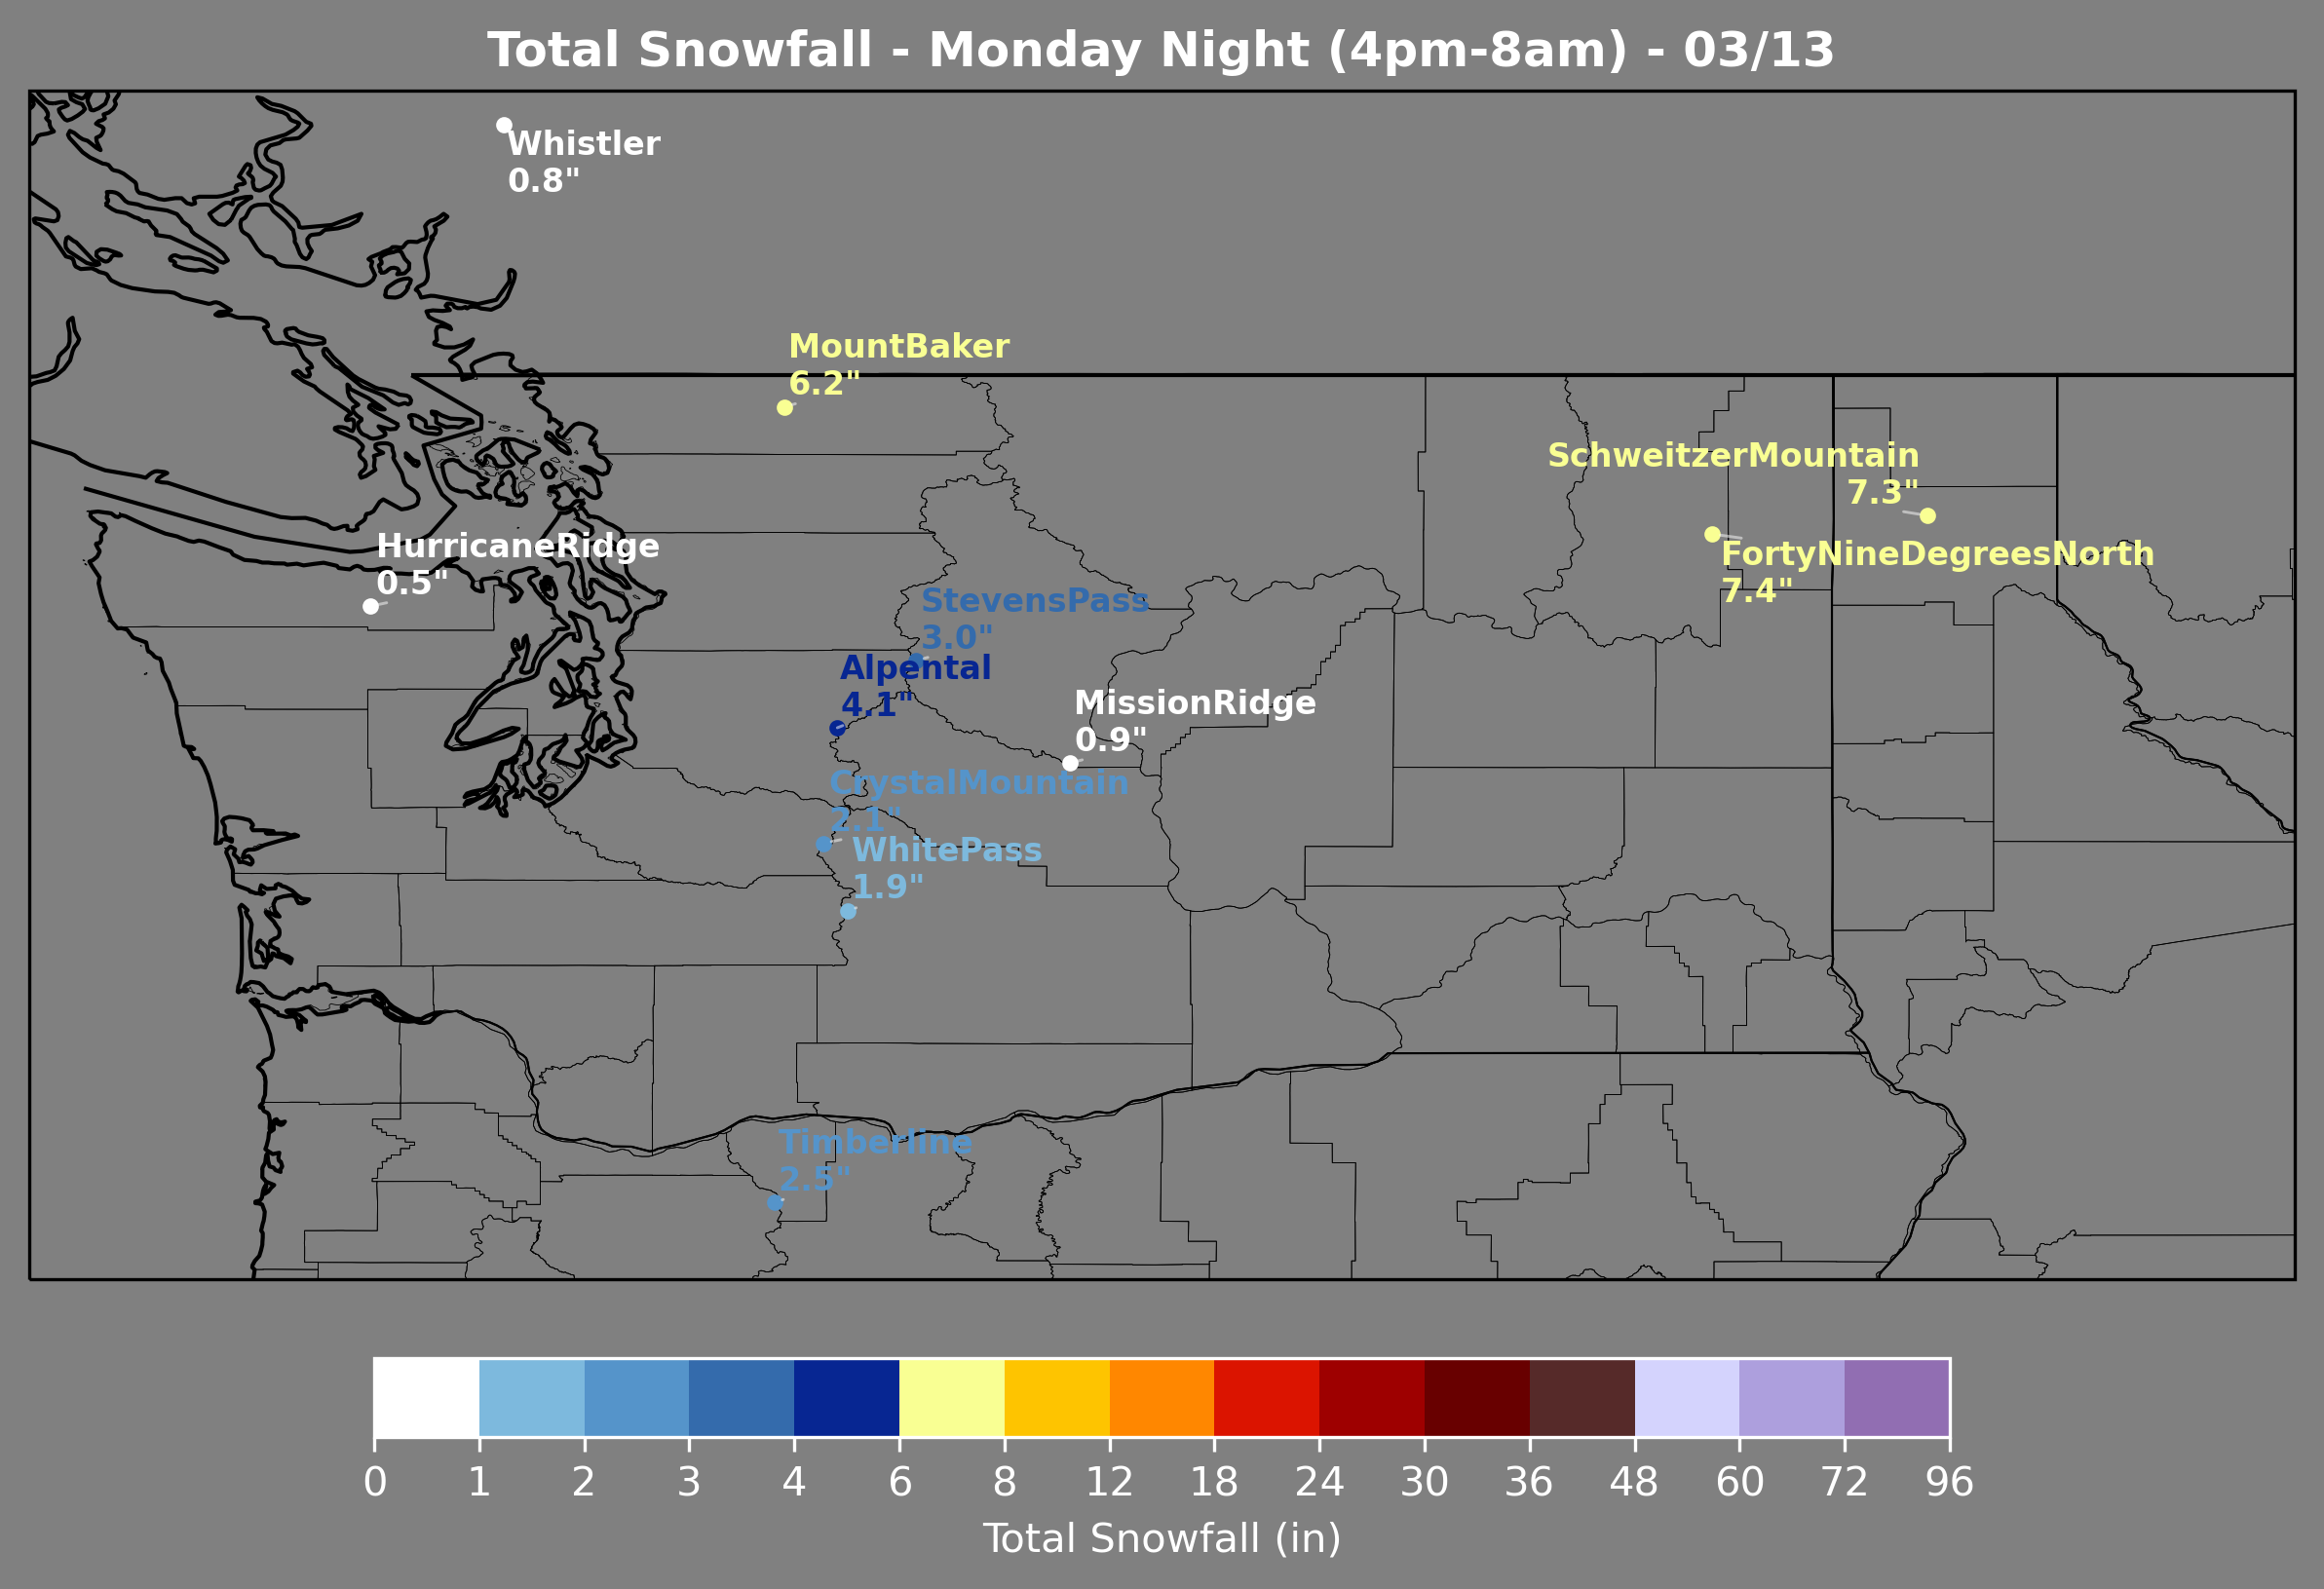 Total Snowfall - Monday Night (4pm-8am) - 03/13
Whistler
0.8"
MountBaker
6.2"
SchweitzerMountain
7.3"
HurricaneRidge
0.5"
FortyNineDegreesNorth
7.4"
StevensPass
3.0"
Alpental
4.1"
MissionRidge
0.9"
CrystalMountain
2.1"
WhitePass
1.9"
Timberline
2.5"
0 1 2 3 4 6 8 12 18 24 30 36 48 60 72 96
Total Snowfall (in)